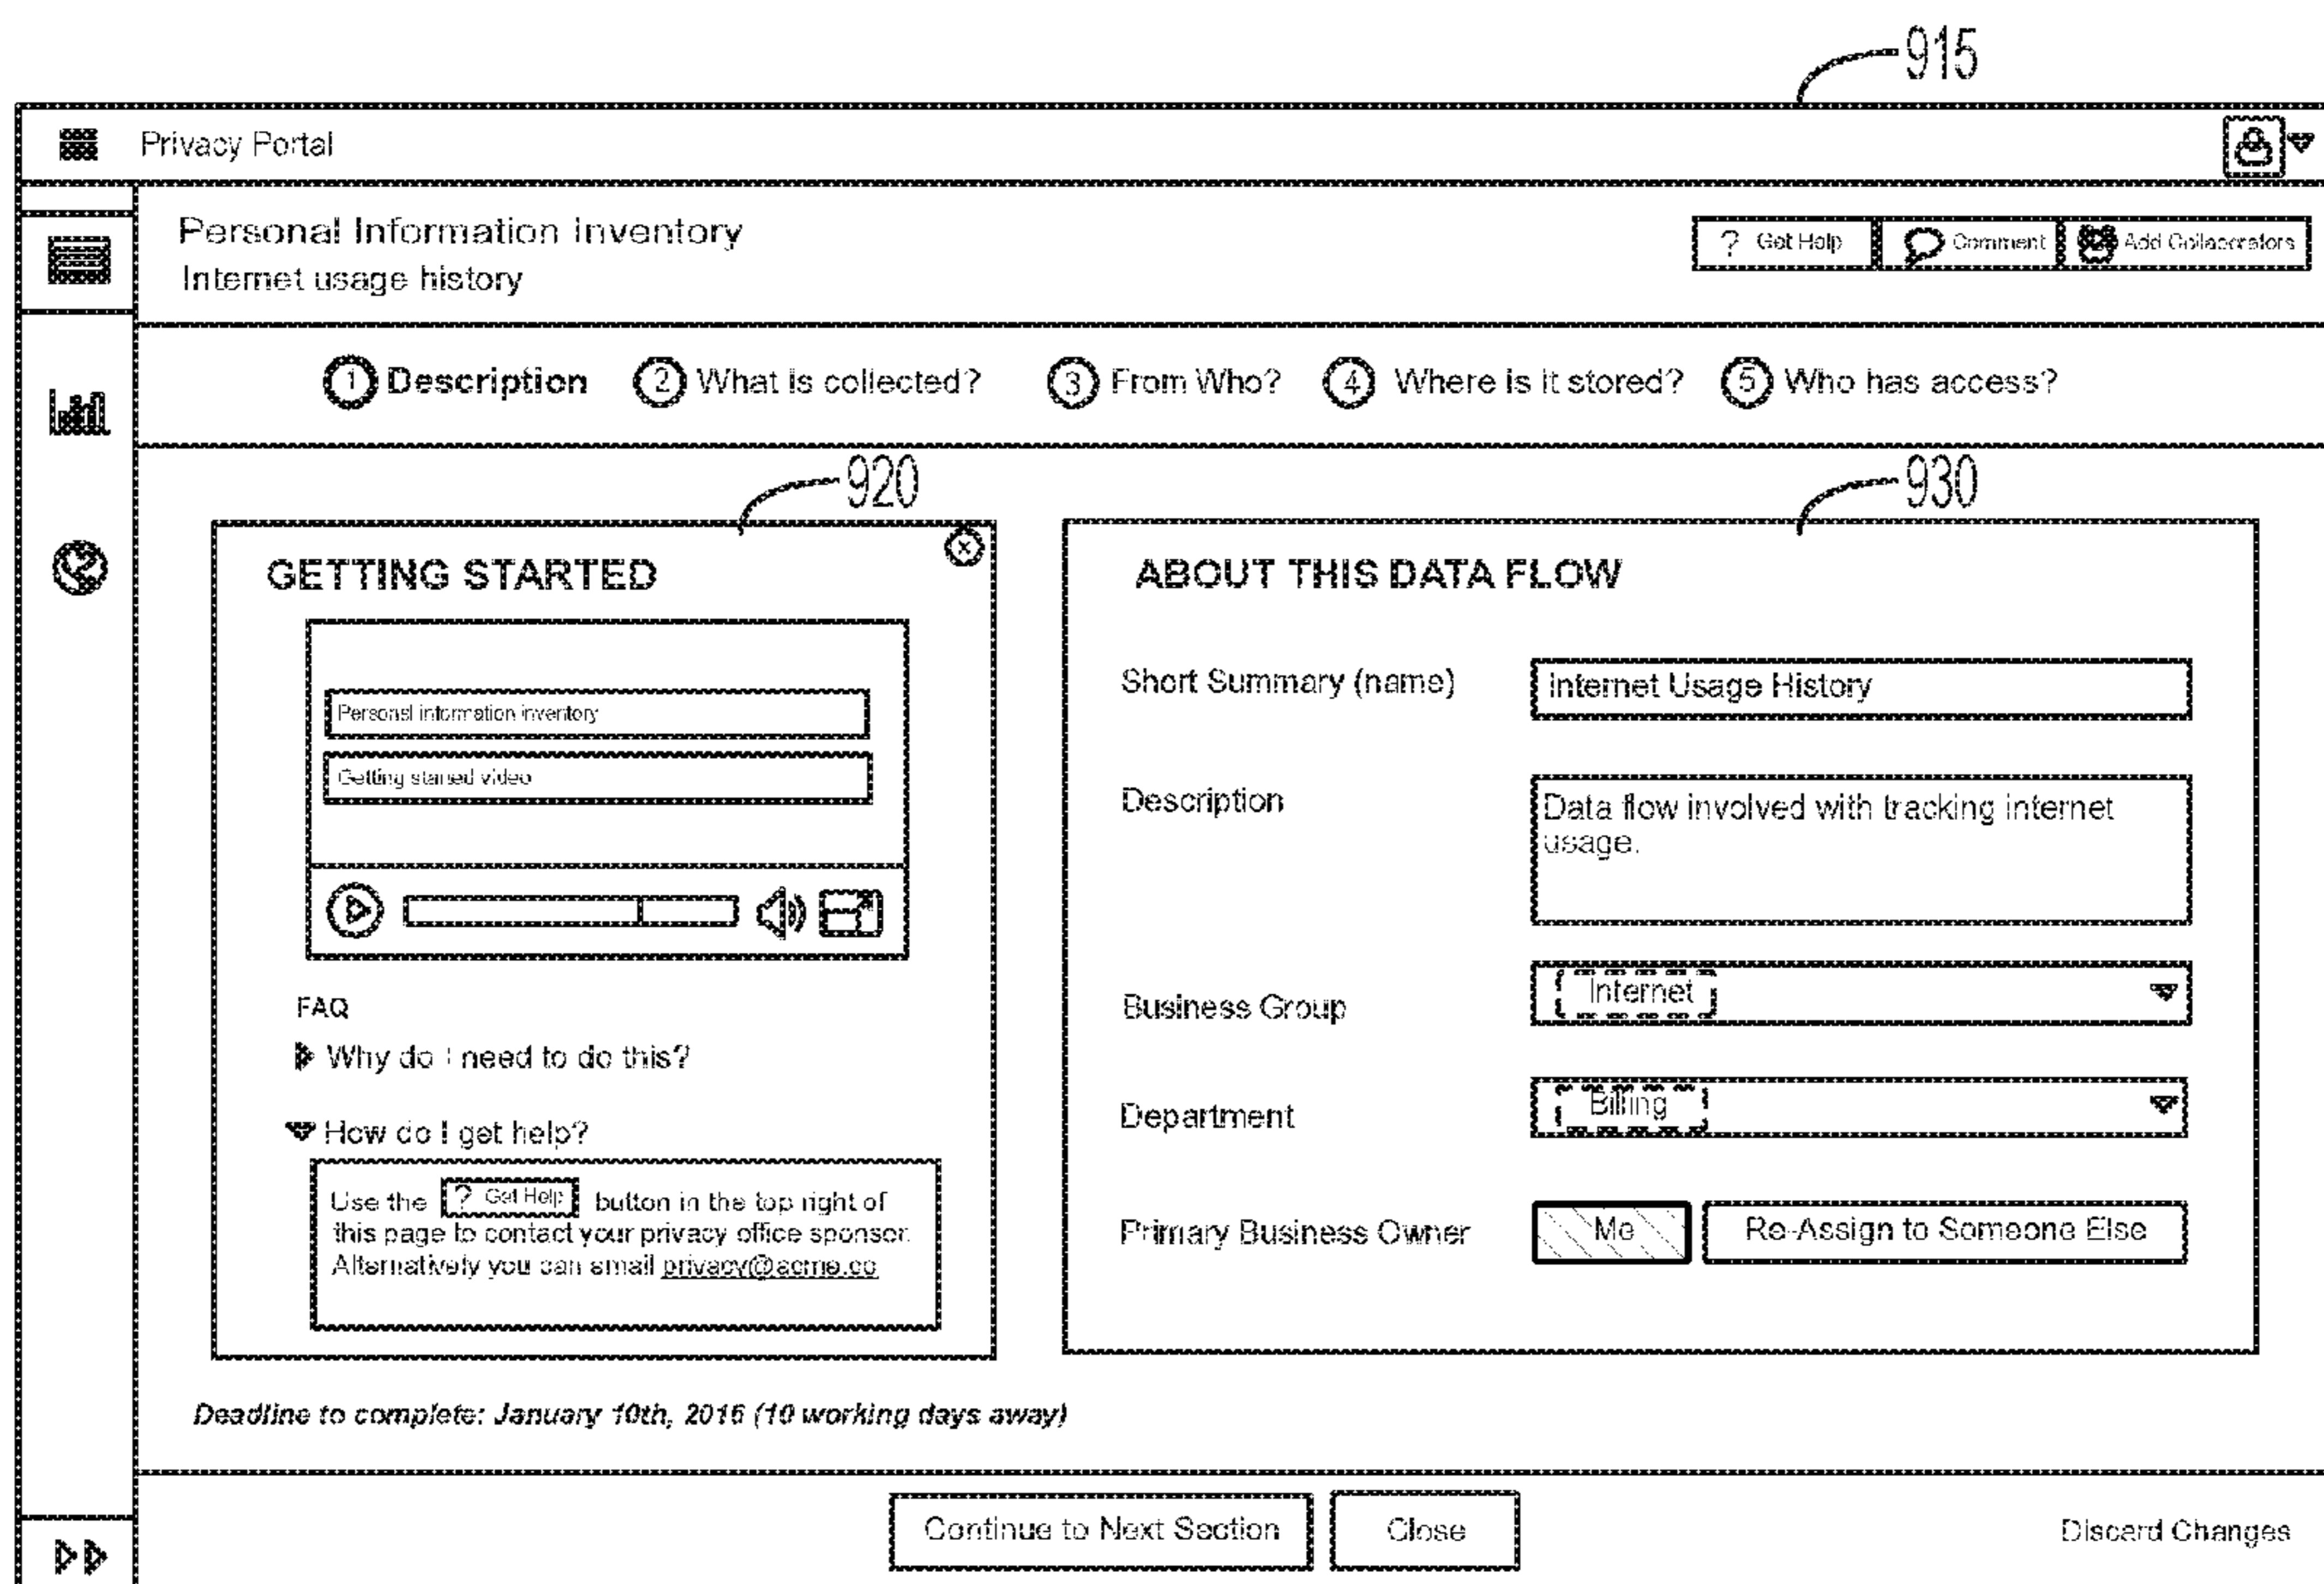 915
Privacy Portal
Personal Information Inventory
Internet usage history
? Get Help
Comment
Add Collaborators
1 Description
2 What is collected?
3 From Who?
4 Where is it stored?
5 Who has access?
920
930
GETTING STARTED
Personal information inventory
Getting started video
FAQ
Why do I need to do this?
How do I get help?
Use the ? Get Help button in the top right of
this page to contact your privacy office sponsor.
Alternatively you can email privacy@acme.co
ABOUT THIS DATA FLOW
Short Summary (name)
Internet Usage History
Description
Data flow involved with tracking internet
usage.
Business Group
Internet
Department
Billing
Primary Business Owner
Me
Re-Assign to Someone Else
Deadline to complete: January 10th, 2016 (10 working days away)
Continue to Next Section
Close
Discard Changes